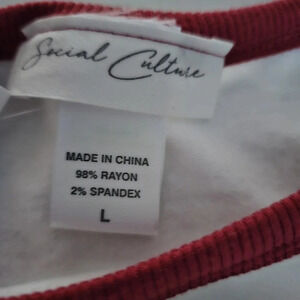 Social Culture
MADE IN CHINA
98% RAYON
2% SPANDEX
L